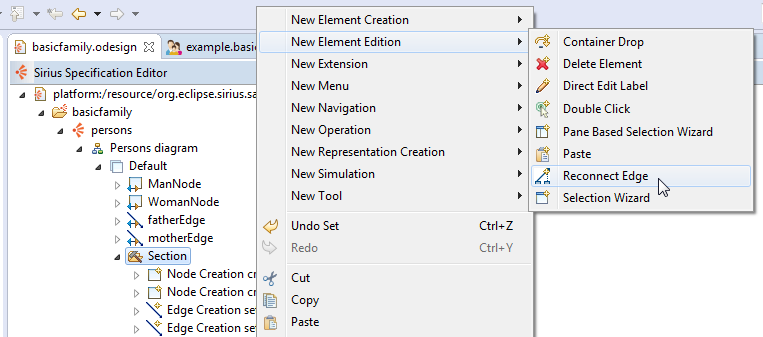 basicfamily.odesign
example.basi
Sirius Specification Editor
platform:/resource/org.eclipse.sirius.sa
basicfamily
persons
Persons diagram
Default
ManNode
WomanNode
fatherEdge
motherEdge
Section
Node Creation cr
Node Creation cr
Edge Creation se
Edge Creation se
New Element Creation
New Element Edition
New Extension
New Menu
New Navigation
New Operation
New Representation Creation
New Simulation
New Tool
Undo Set Ctrl+Z
Redo Ctrl+Y
Cut
Copy
Paste
Container Drop
Delete Element
Direct Edit Label
Double Click
Pane Based Selection Wizard
Paste
Reconnect Edge
Selection Wizard